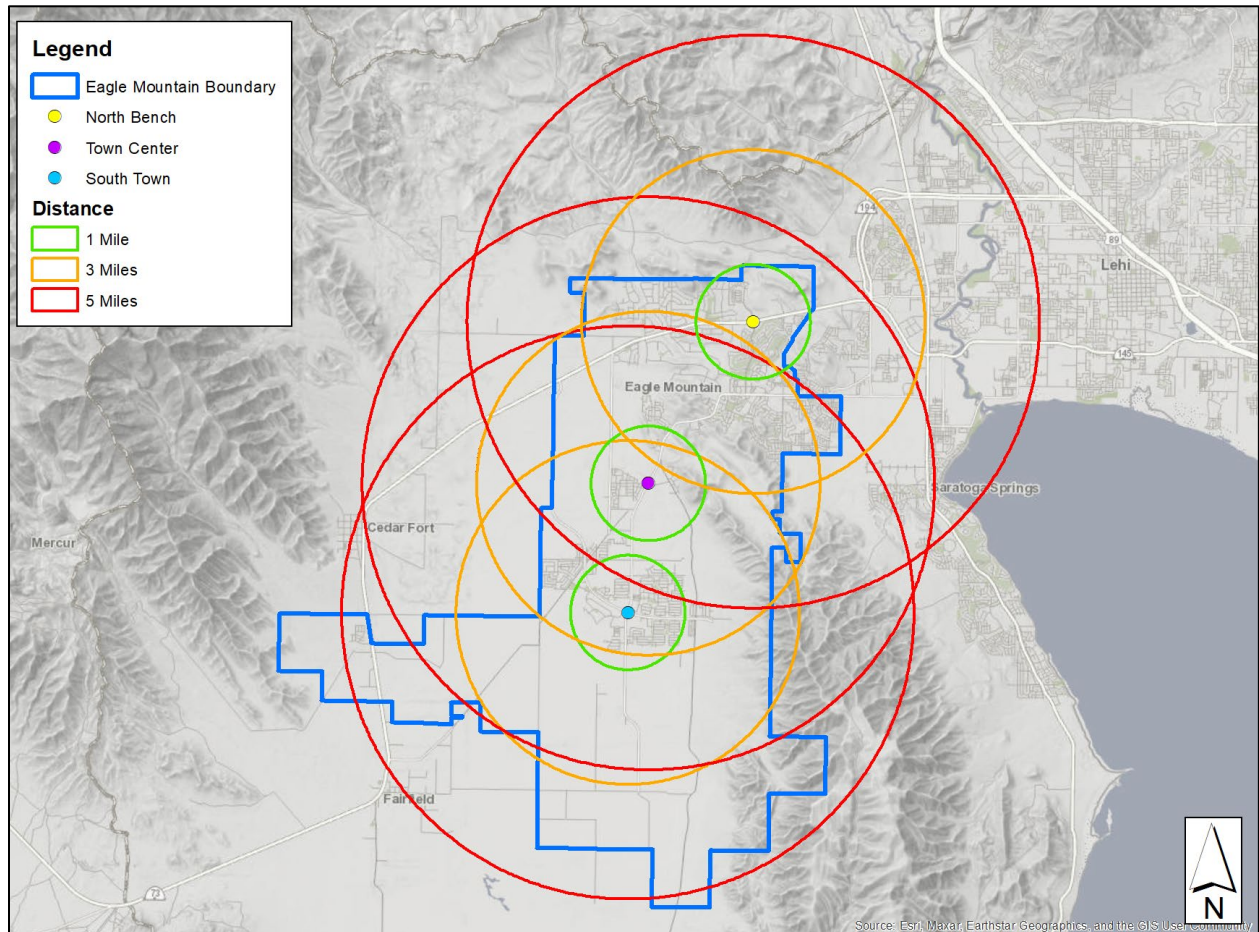 Legend
Eagle Mountain Boundary
North Bench
Town Center
South Town
Distance
1 Mile
3 Miles
5 Miles
194
89
Lehi
145
Eagle Mountain
Saratoga Springs
Cedar Fort
Mercur
Fairfield
73
N
Source: Esri, Maxar, Earthstar Geographics, and the GIS User Community